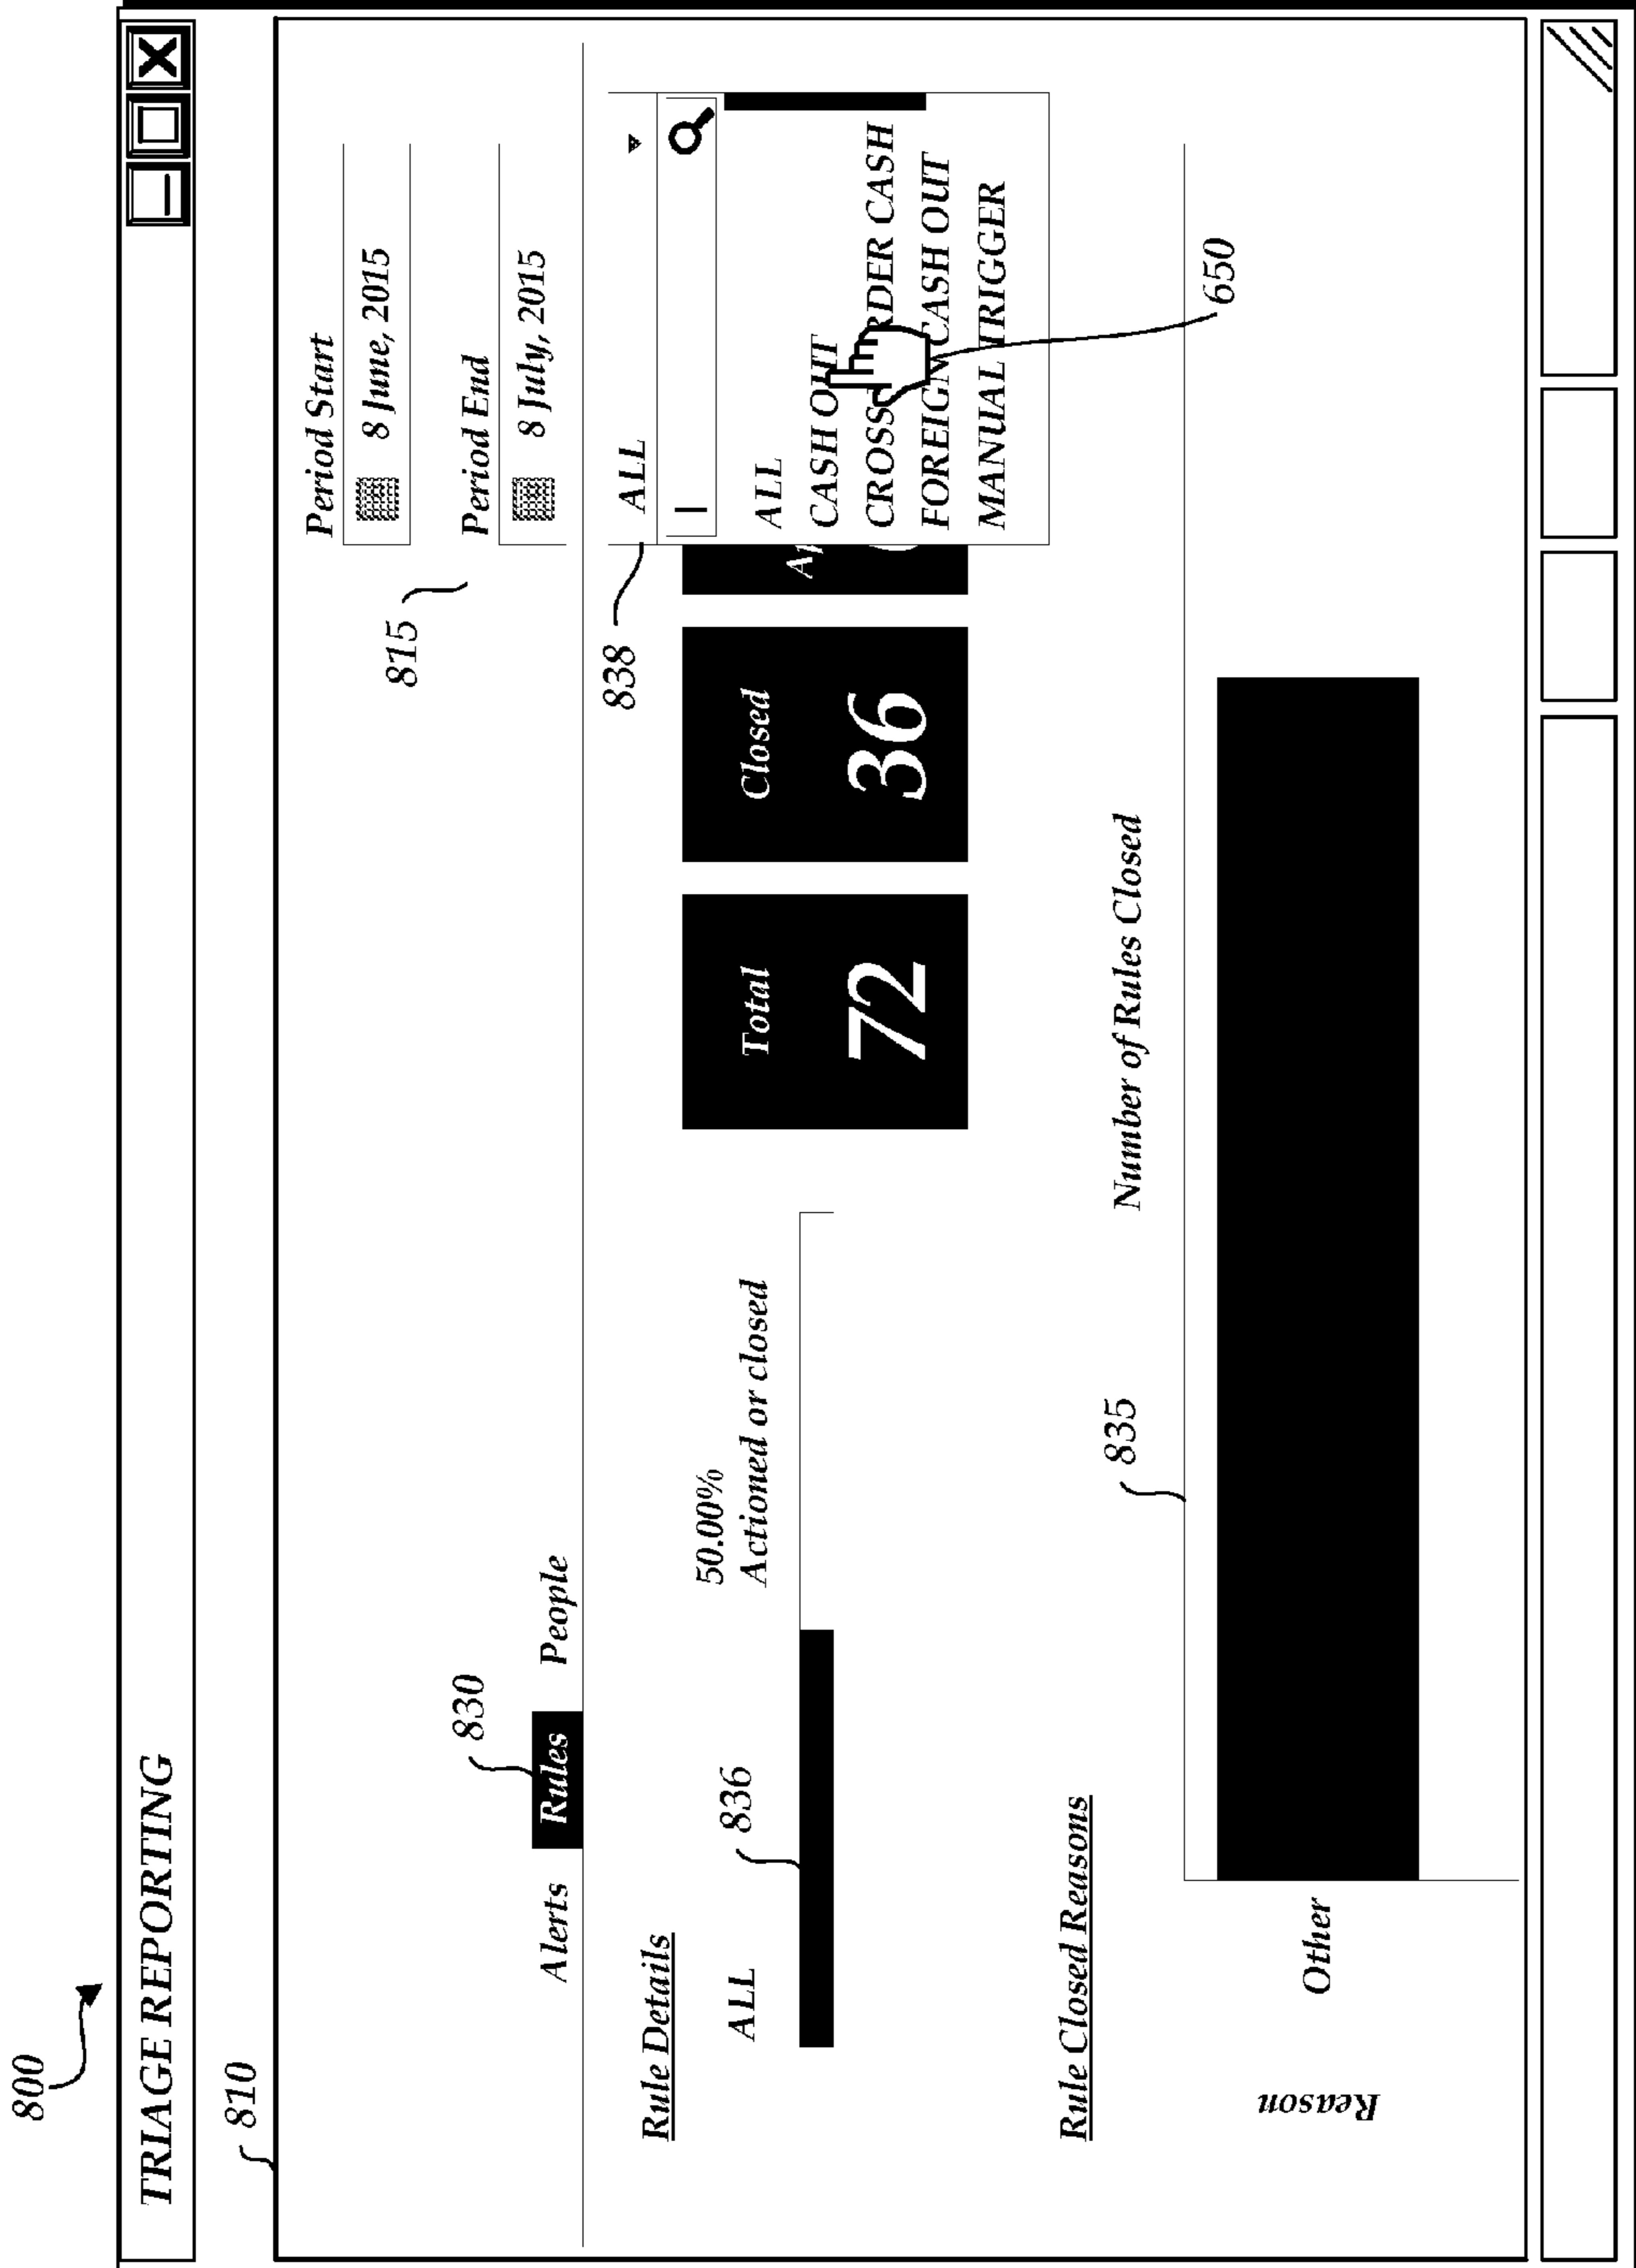 800
TRIAGE REPORTING
810
Period Start
8 June, 2015
815
Period End
8 July, 2015
830
Alerts Rules People
838
ALL
Rule Details
ALL
50.00%
Actioned or closed
836
Total
72
Closed
36
ALL
CASH OUT
CASH
FOREIGN CASH OUT
MANUAL TRIGGER
650
Rule Closed Reasons
Number of Rules Closed
835
Reason
Other